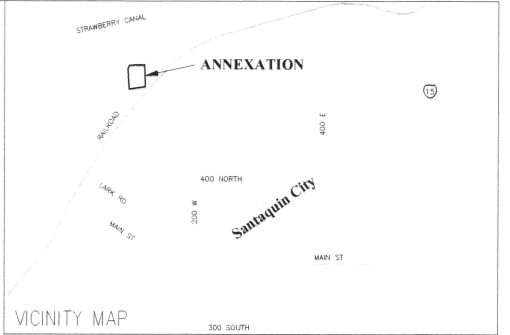 STRAWBERRY CANAL
ANNEXATION
15
RAILROAD
400 E
400 NORTH
LARK RD
200 W
Santaquin City
MAIN ST
MAIN ST
VICINITY MAP
300 SOUTH